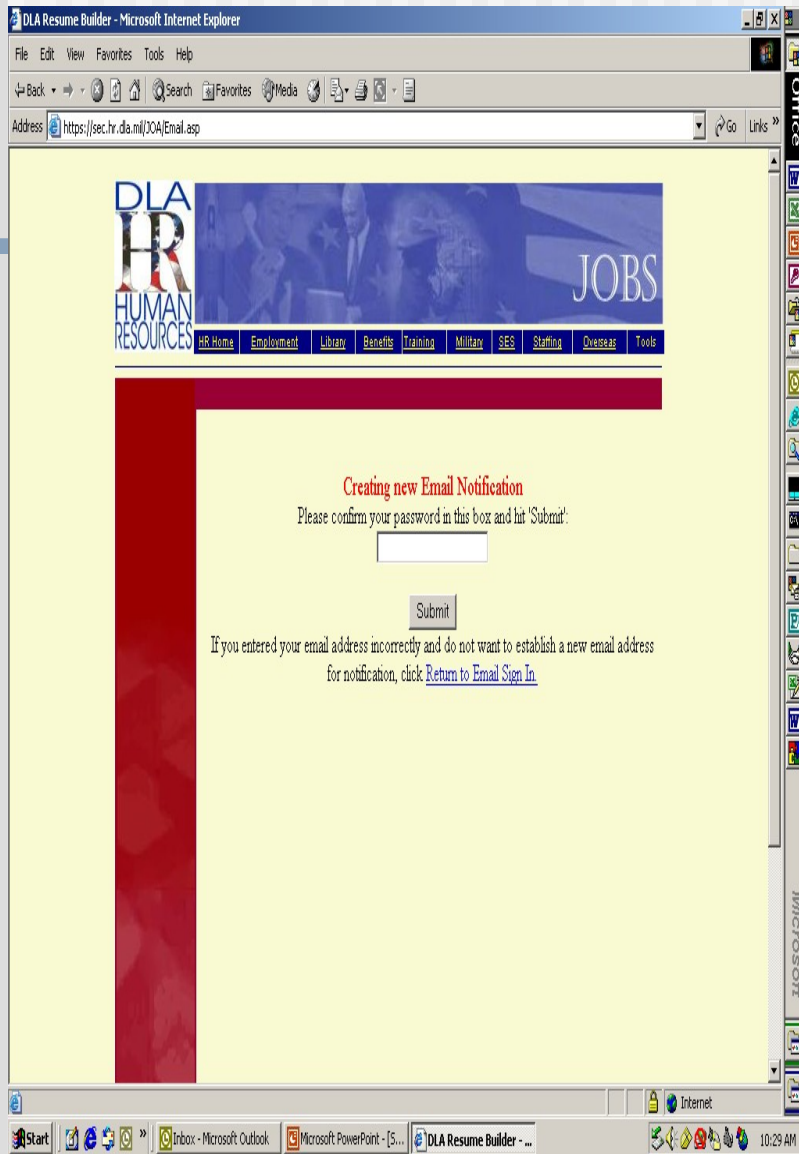 DLA Resume Builder - Microsoft Internet Explorer
File Edit View Favorites Tools Help
Back Search Favorites Media
Address https://sec.hr.dla.mil/JOA/Email.asp Go Links »
Office
DLA
HR
HUMAN
RESOURCES
JOBS
HR Home Employment Library Benefits Training Military SES Staffing Overseas Tools
Creating new Email Notification
Please confirm your password in this box and hit 'Submit':
Submit
If you entered your email address incorrectly and do not want to establish a new email address
for notification, click Return to Email Sign In.
Microsoft
Internet
Start » Inbox - Microsoft Outlook Microsoft PowerPoint - [S... DLA Resume Builder - ... 10:29 AM